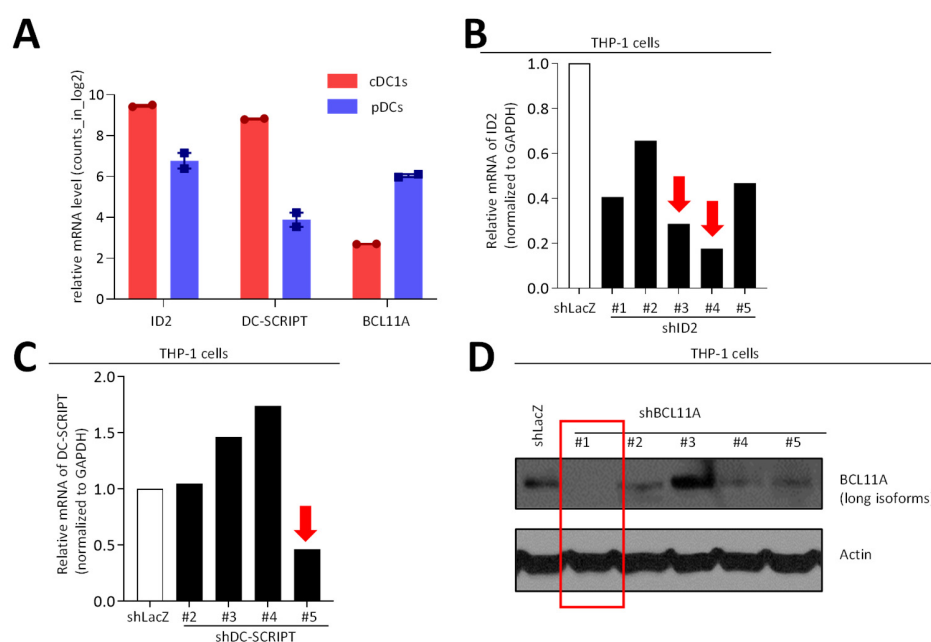 A
relative mRNA level (counts_in_log2)
10
8
6
4
2
0
cDC1s
pDCs
ID2
DC-SCRIPT
BCL11A
B
THP-1 cells
Relative mRNA of ID2
(normalized to GAPDH)
1.0
0.8
0.6
0.4
0.2
0.0
shLacZ
#1
#2
#3
#4
#5
shID2
C
THP-1 cells
Relative mRNA of DC-SCRIPT
(normalized to GAPDH)
2.0
1.5
1.0
0.5
0.0
shLacZ
#2
#3
#4
#5
shDC-SCRIPT
D
THP-1 cells
shLacZ
shBCL11A
#1
#2
#3
#4
#5
BCL11A
(long isoforms)
Actin